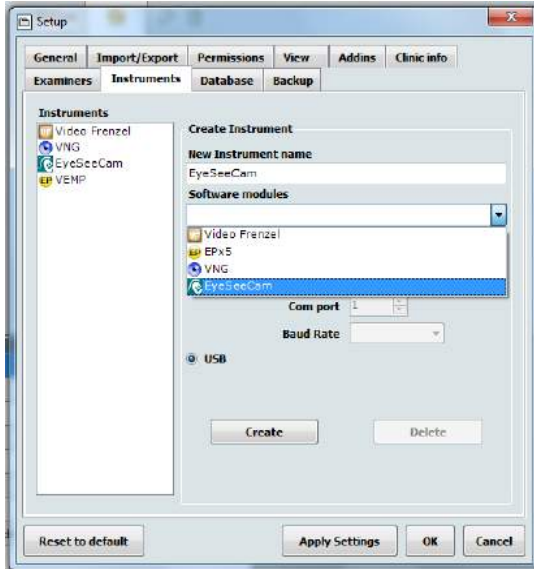 Setup
General Import/Export Permissions View Addins Clinic info
Examiners Instruments Database Backup
Instruments
Video Frenzel
VNG
EyeSeeCam
EP VEMP
Create Instrument
New Instrument name
EyeSeeCam
Software modules
Video Frenzel
EP EPx5
VNG
EyeSeeCam
Com port 1
Baud Rate
USB
Create Delete
Reset to default Apply Settings OK Cancel